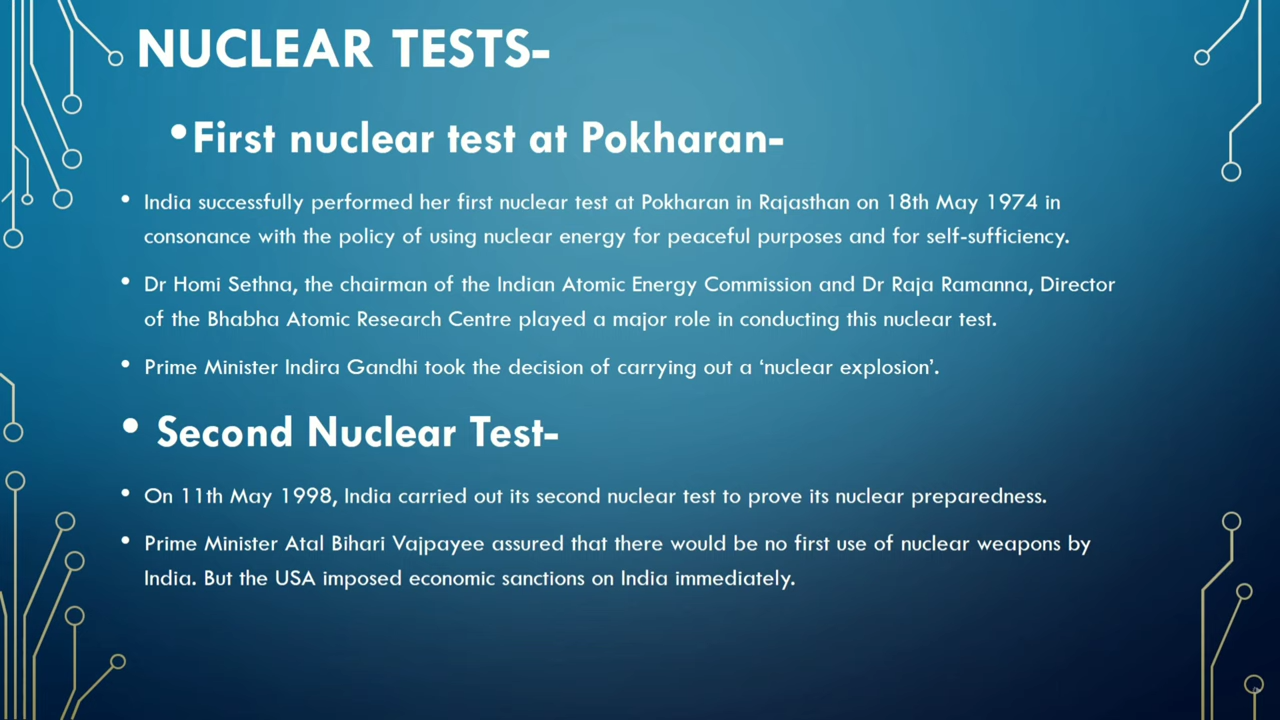 NUCLEAR TESTS-
•First nuclear test at Pokharan-
• India successfully performed her first nuclear test at Pokharan in Rajasthan on 18th May 1974 in
consonance with the policy of using nuclear energy for peaceful purposes and for self-sufficiency.
• Dr Homi Sethna, the chairman of the Indian Atomic Energy Commission and Dr Raja Ramanna, Director
of the Bhabha Atomic Research Centre played a major role in conducting this nuclear test.
• Prime Minister Indira Gandhi took the decision of carrying out a ‘nuclear explosion’.
• Second Nuclear Test-
• On 11th May 1998, India carried out its second nuclear test to prove its nuclear preparedness.
• Prime Minister Atal Bihari Vajpayee assured that there would be no first use of nuclear weapons by
India. But the USA imposed economic sanctions on India immediately.